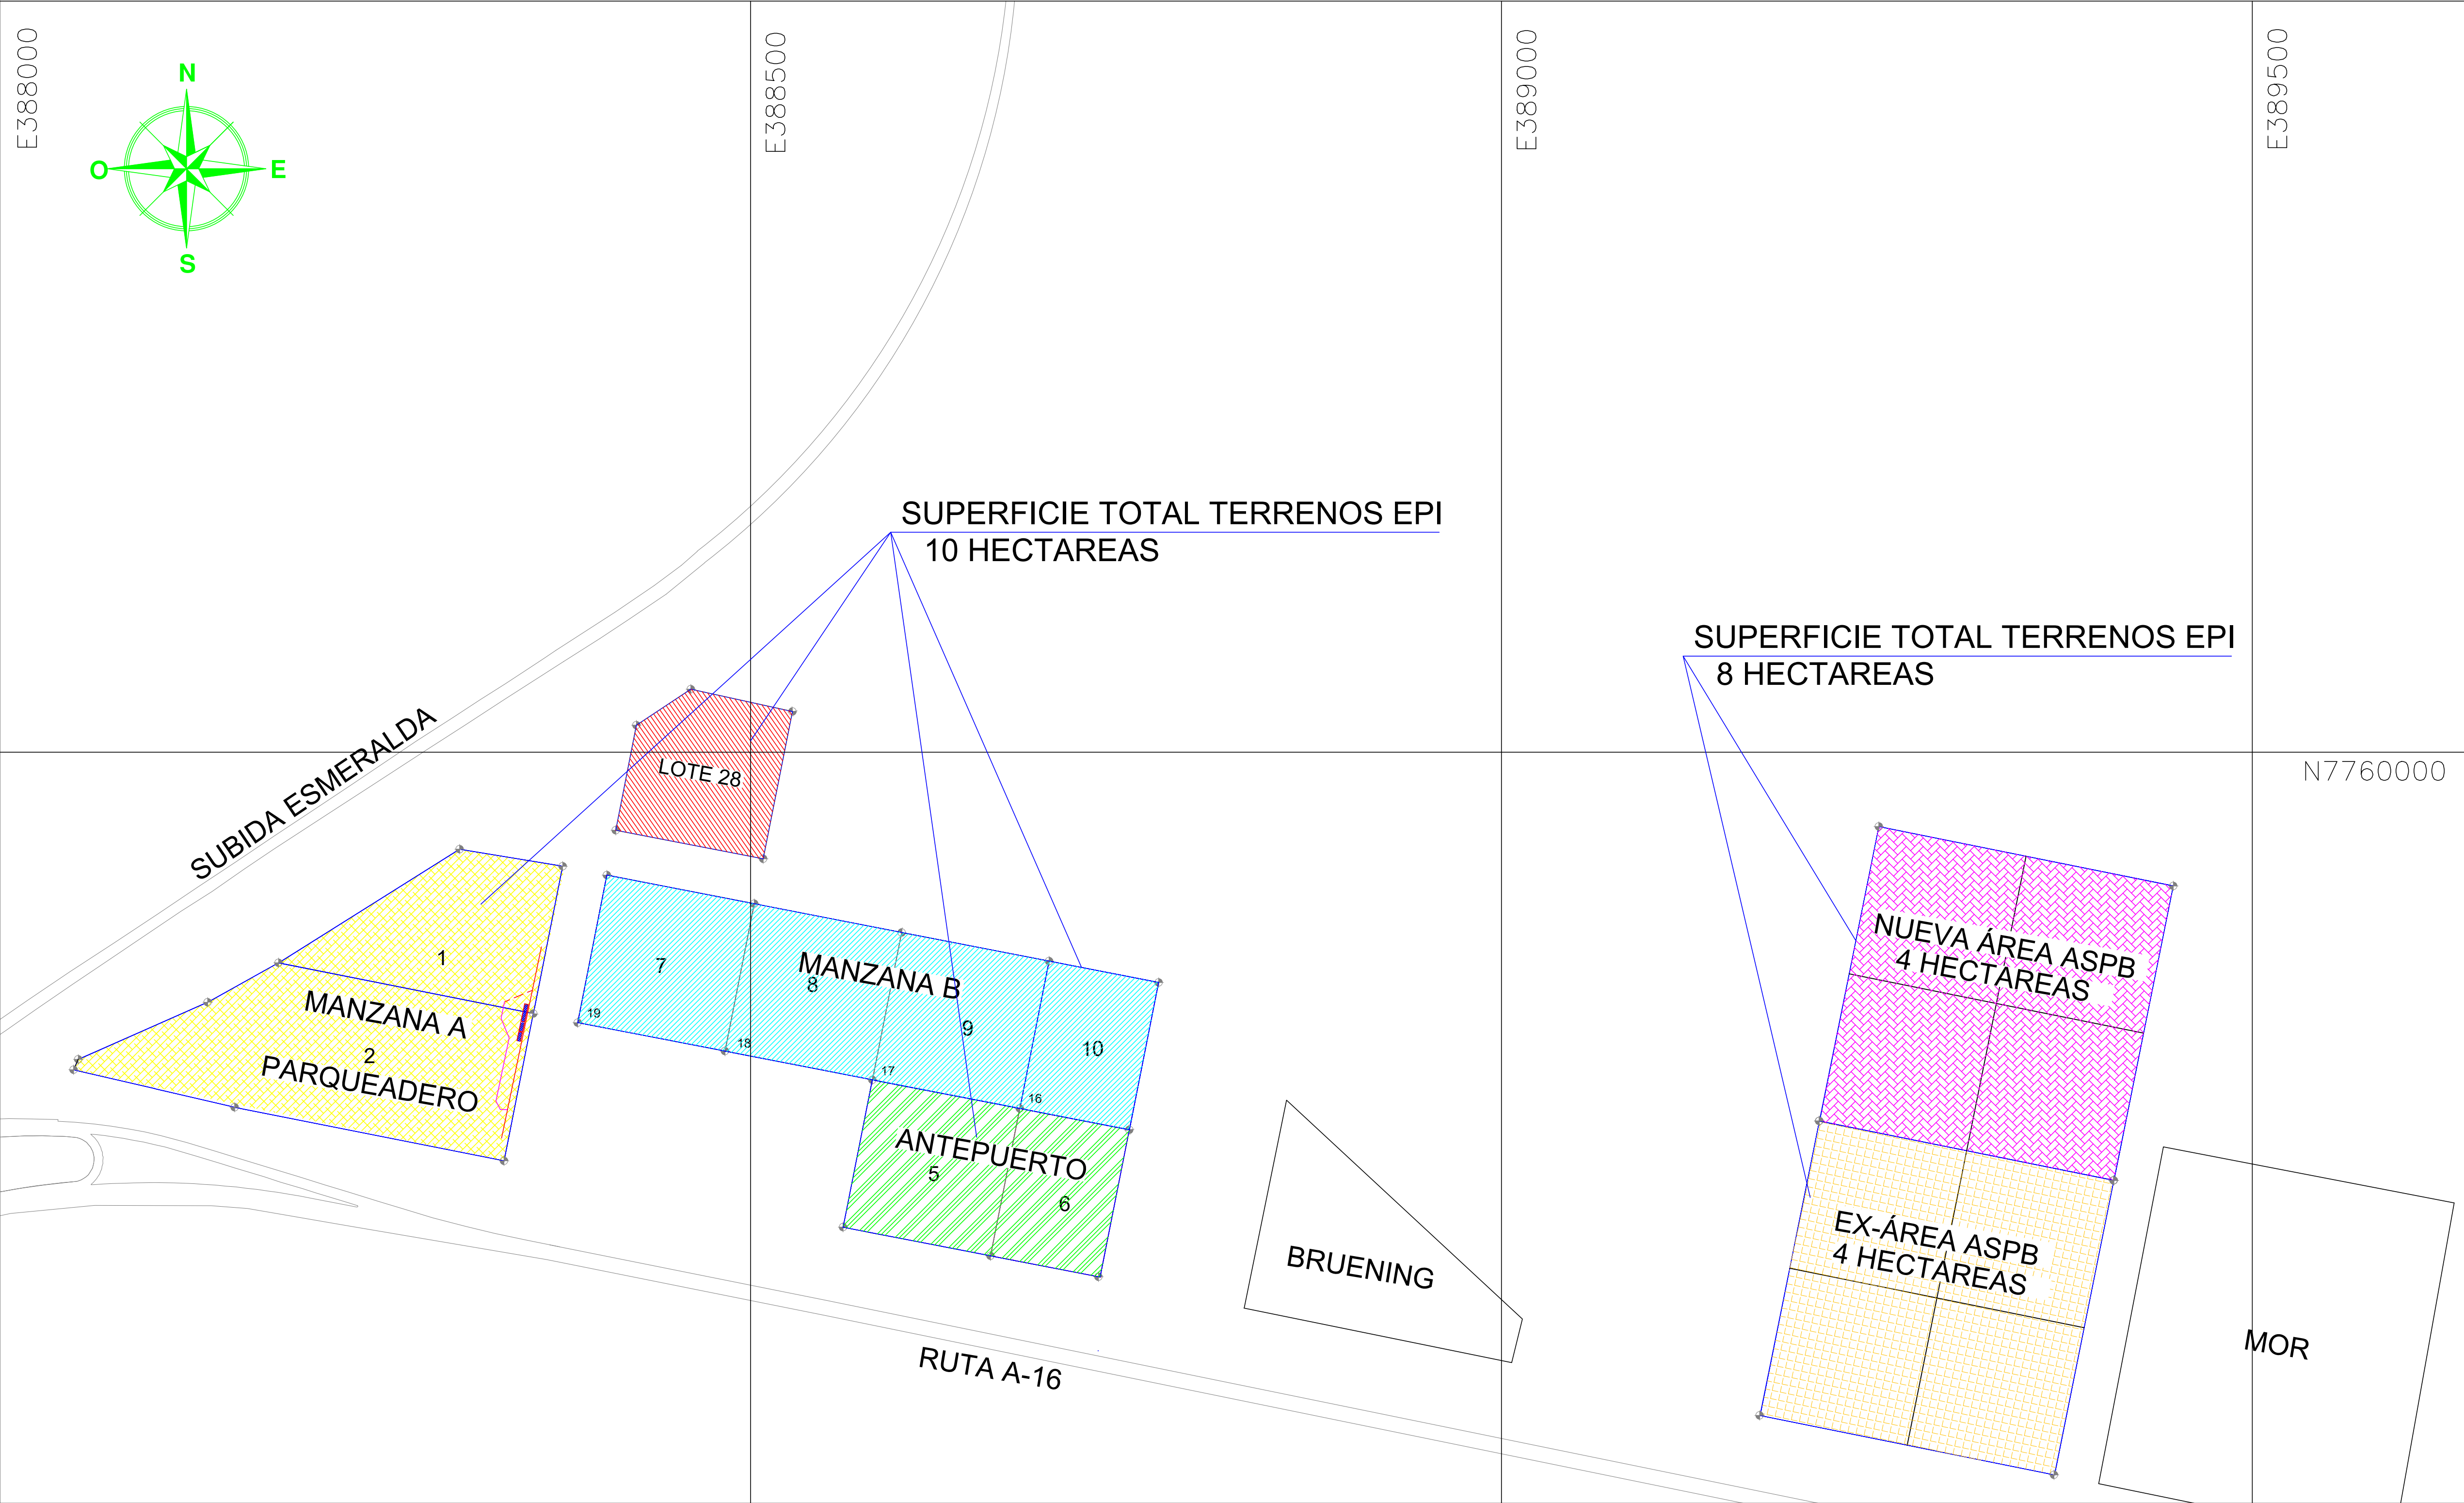 E388000
E388500
E389000
E389500
N
O
E
S
SUPERFICIE TOTAL TERRENOS EPI
10 HECTAREAS
SUPERFICIE TOTAL TERRENOS EPI
8 HECTAREAS
N7760000
SUBIDA ESMERALDA
LOTE 28
1
MANZANA A
2
PARQUEADERO
7
MANZANA B
8
9
10
19
18
17
16
ANTEPUERTO
5
6
BRUENING
RUTA A-16
NUEVA ÁREA ASPB
4 HECTAREAS
EX-ÁREA ASPB
4 HECTAREAS
MOR